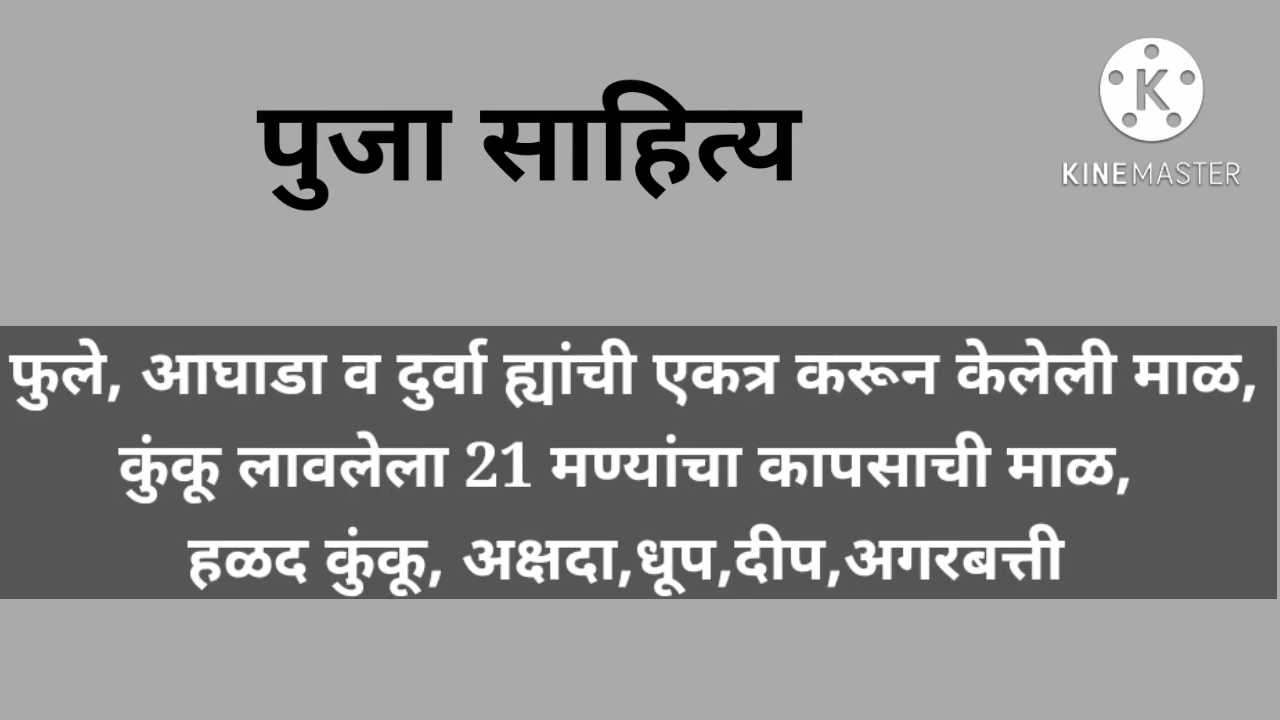 पुजा साहित्य
KINEMASTER
फुले, आघाडा व दुर्वा ह्यांची एकत्र करून केलेली माळ,
कुंकू लावलेला 21 मण्यांचा कापसाची माळ,
हळद कुंकू, अक्षदा,धूप,दीप,अगरबत्ती